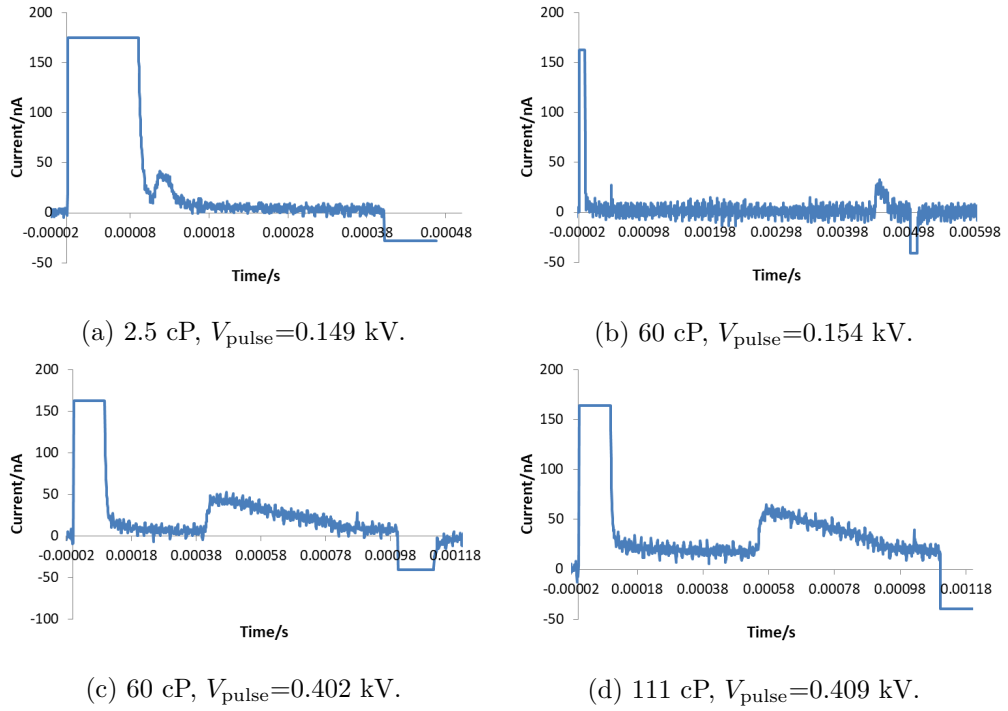 200
150
100
50
0
-50
Current/nA
-0.00002 0.00008 0.00018 0.00028 0.00038 0.00048
Time/s
(a) 2.5 cP, Vpulse=0.149 kV.
200
150
100
50
0
-50
Current/nA
-0.00002 0.00098 0.00198 0.00298 0.00398 0.00498 0.00598
Time/s
(b) 60 cP, Vpulse=0.154 kV.
200
150
100
50
0
-50
-100
Current/nA
-0.00002 0.00018 0.00038 0.00058 0.00078 0.00098 0.00118
Time/s
(c) 60 cP, Vpulse=0.402 kV.
200
150
100
50
0
-50
Current/nA
-0.00002 0.00018 0.00038 0.00058 0.00078 0.00098 0.00118
Time/s
(d) 111 cP, Vpulse=0.409 kV.